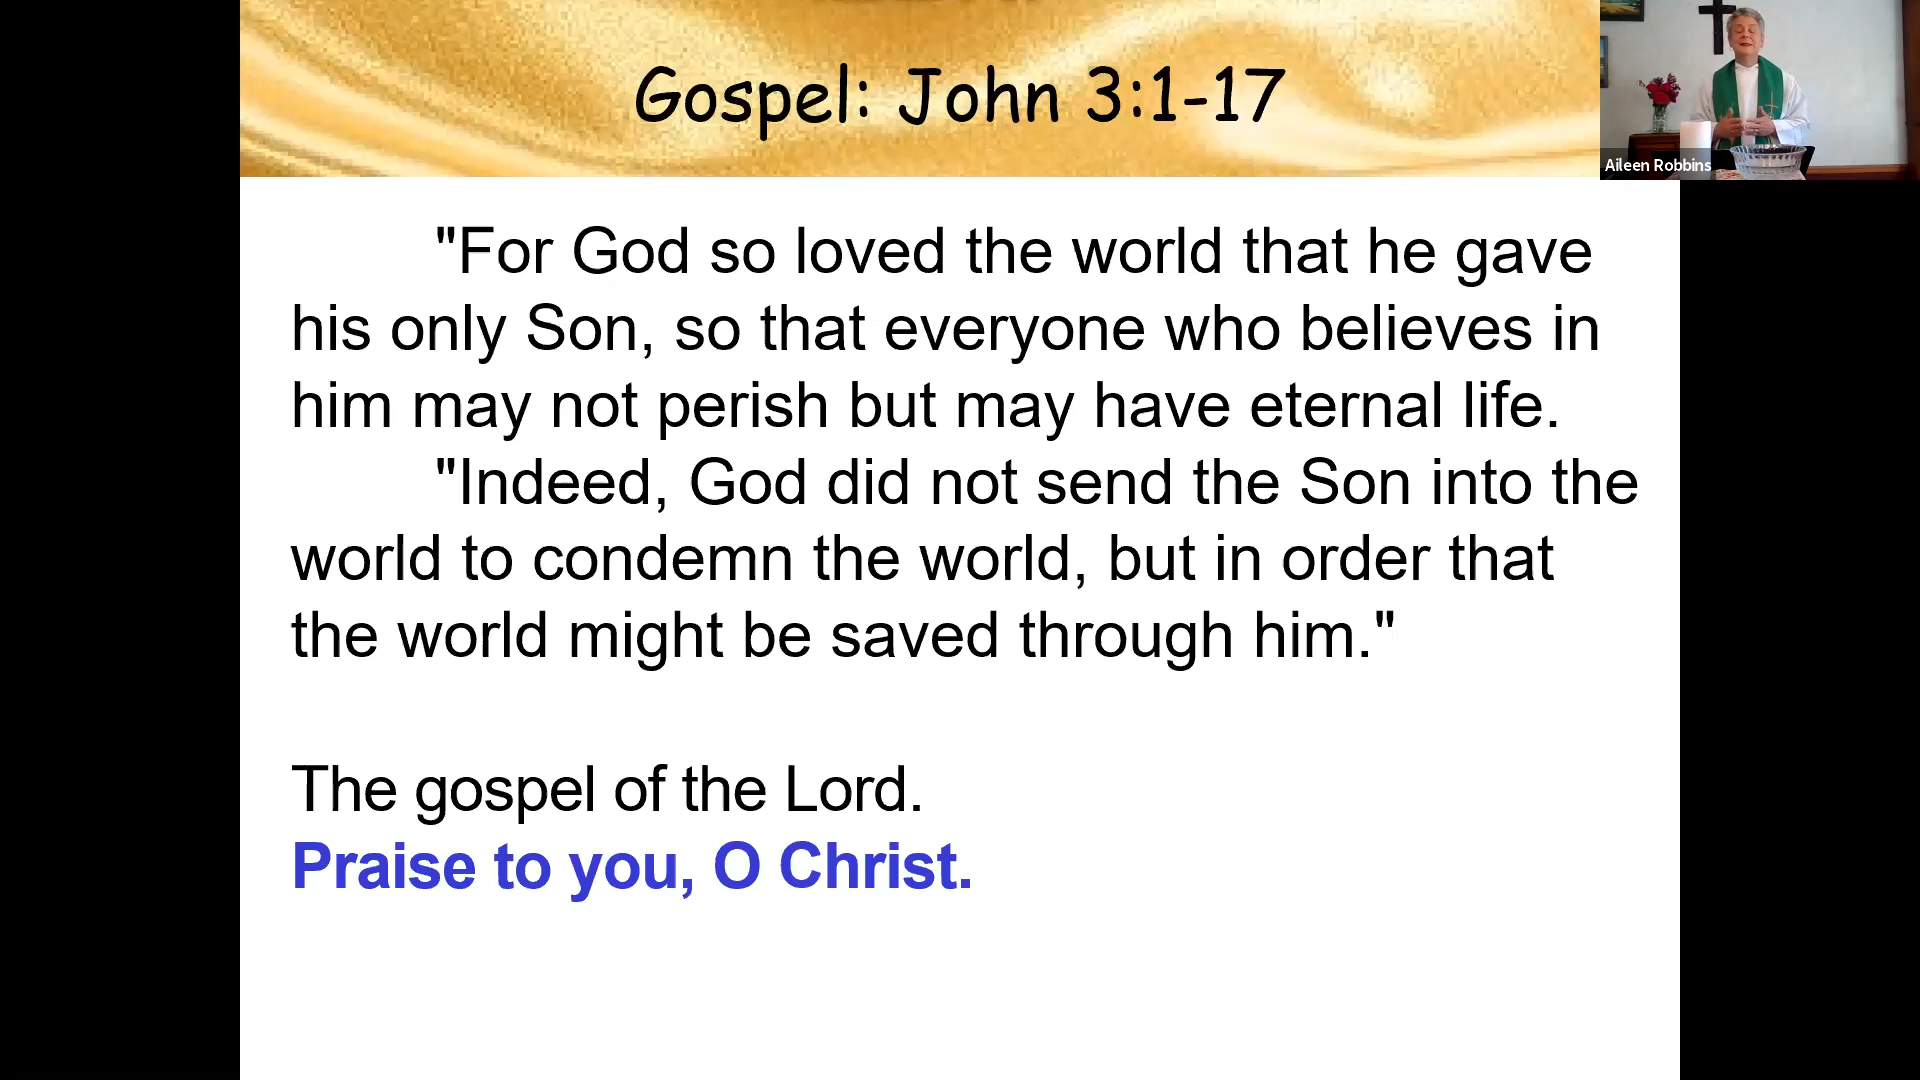 Gospel: John 3:1-17
Aileen Robbins
"For God so loved the world that he gave
his only Son, so that everyone who believes in
him may not perish but may have eternal life.
"Indeed, God did not send the Son into the
world to condemn the world, but in order that
the world might be saved through him."
The gospel of the Lord.
Praise to you, O Christ.